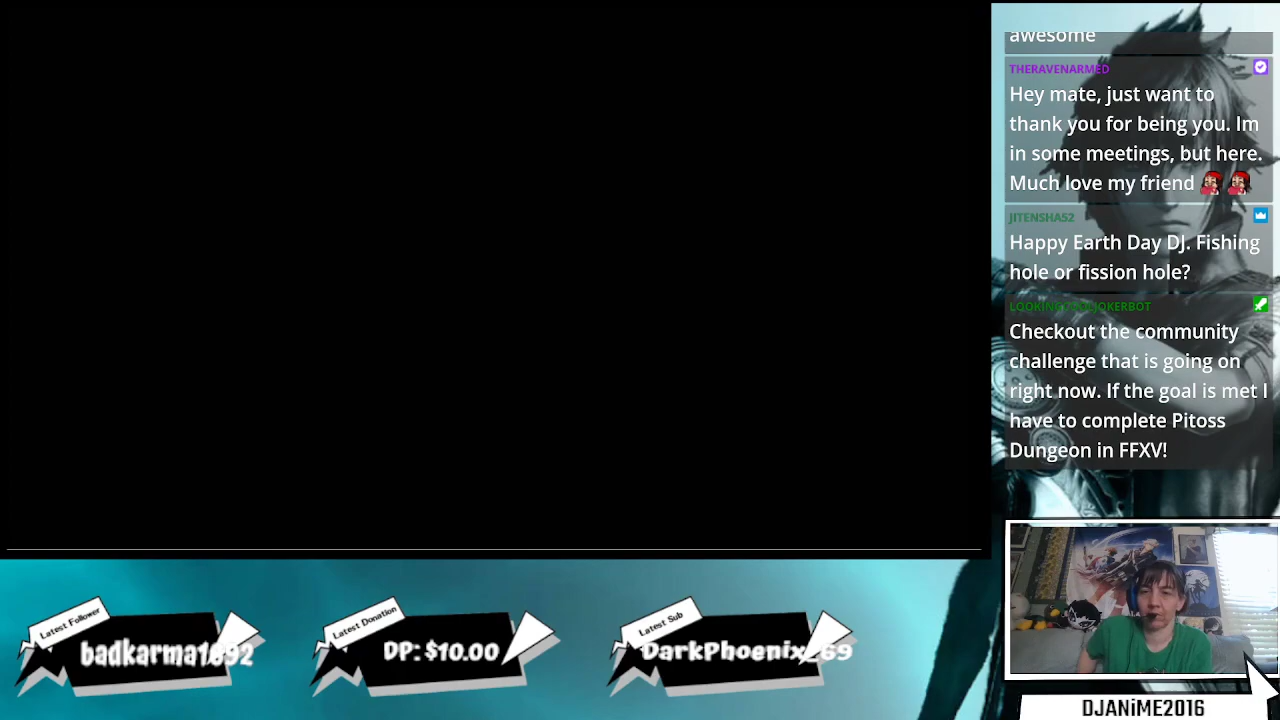 awesome
THERAVENARMED
Hey mate, just want to
thank you for being you. Im
in some meetings, but here.
Much love my friend
JITENSHA52
Happy Earth Day DJ. Fishing
hole or fission hole?
Checkout the community
challenge that is going on
right now. If the goal is met I
have to complete Pitoss
Dungeon in FFXV!
Latest Follower
badkarma1692
Latest Donation
DP: $10.00
Latest Sub
DJANiME2016